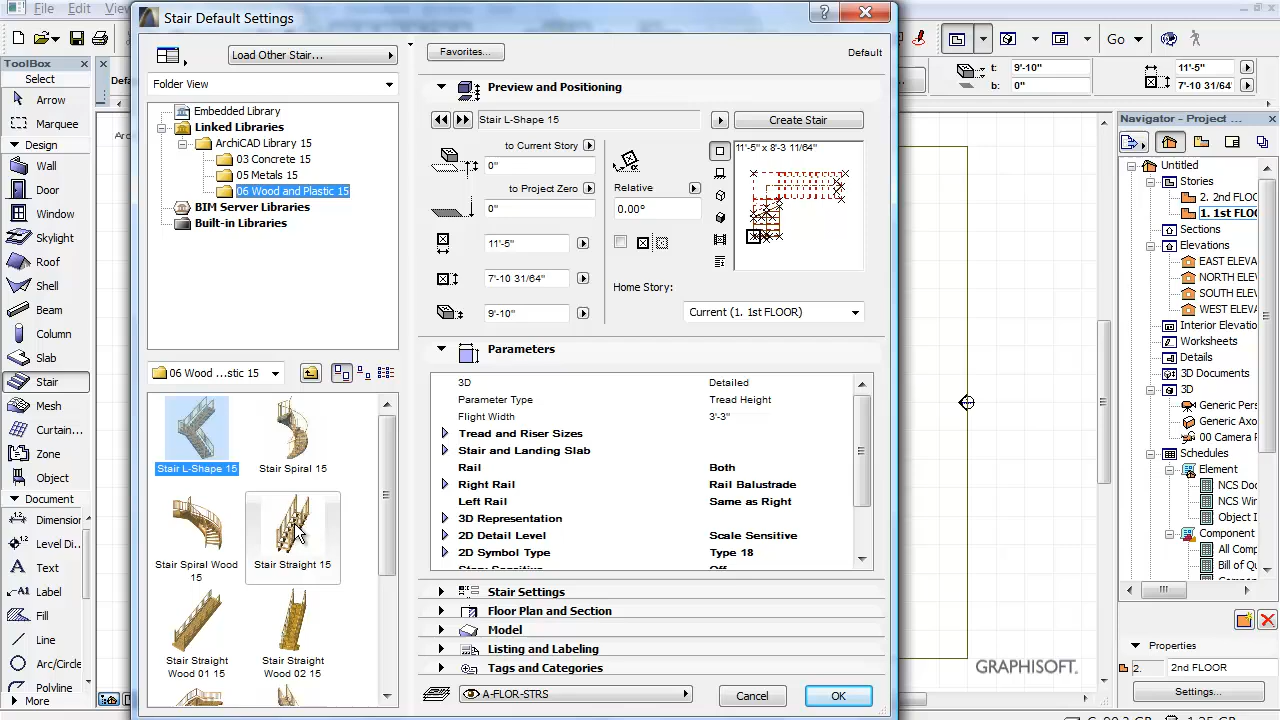 File
Edit
View
Stair Default Settings
Go
ToolBox
Select
Arrow
Marquee
Design
Wall
Door
Window
Skylight
Roof
Shell
Beam
Column
Slab
Stair
Mesh
Curtain...
Zone
Object
Document
Dimension
Level Di...
Text
Label
Fill
Line
Arc/Circle
Polyline
More
Load Other Stair...
Folder View
Embedded Library
Linked Libraries
ArchiCAD Library 15
03 Concrete 15
05 Metals 15
06 Wood and Plastic 15
BIM Server Libraries
Built-in Libraries
06 Wood ...stic 15
Stair L-Shape 15
Stair Spiral 15
Stair Spiral Wood
15
Stair Straight 15
Stair Straight
Wood 01 15
Stair Straight
Wood 02 15
Favorites...
Default
Preview and Positioning
Stair L-Shape 15
Create Stair
to Current Story
0"
to Project Zero
0"
11'-5"
7'-10 31/64"
9'-10"
Relative
0.00°
11'-5" x 8'-3 11/64"
Home Story:
Current (1. 1st FLOOR)
Parameters
3D Detailed
Parameter Type Tread Height
Flight Width 3'-3"
Tread and Riser Sizes
Stair and Landing Slab
Rail Both
Right Rail Rail Balustrade
Left Rail Same as Right
3D Representation
2D Detail Level Scale Sensitive
2D Symbol Type Type 18
Story Sensitive Off
Stair Settings
Floor Plan and Section
Model
Listing and Labeling
Tags and Categories
A-FLOR-STRS
Cancel
OK
t: 9'-10"
b: 0"
11'-5"
7'-10 31/64"
Navigator - Project ...
Untitled
Stories
2. 2nd FLOO
1. 1st FLOO
Sections
Elevations
EAST ELEVA
NORTH ELEV
SOUTH ELEV
WEST ELEVA
Interior Elevation
Worksheets
Details
3D Documents
3D
Generic Pers
Generic Axo
00 Camera P
Schedules
Element
NCS Doo
NCS Win
Object I
Component
All Comp
Bill of Qu
Properties
2. 2nd FLOOR
Settings...
GRAPHISOFT.